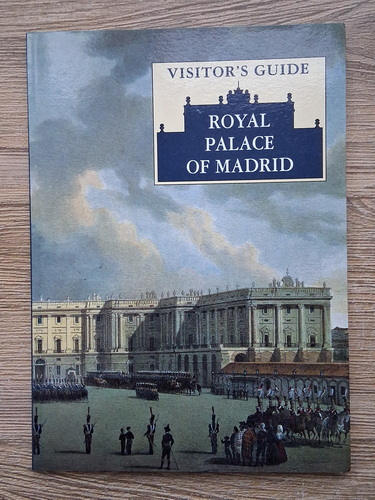 VISITOR'S GUIDE
ROYAL
PALACE
OF MADRID